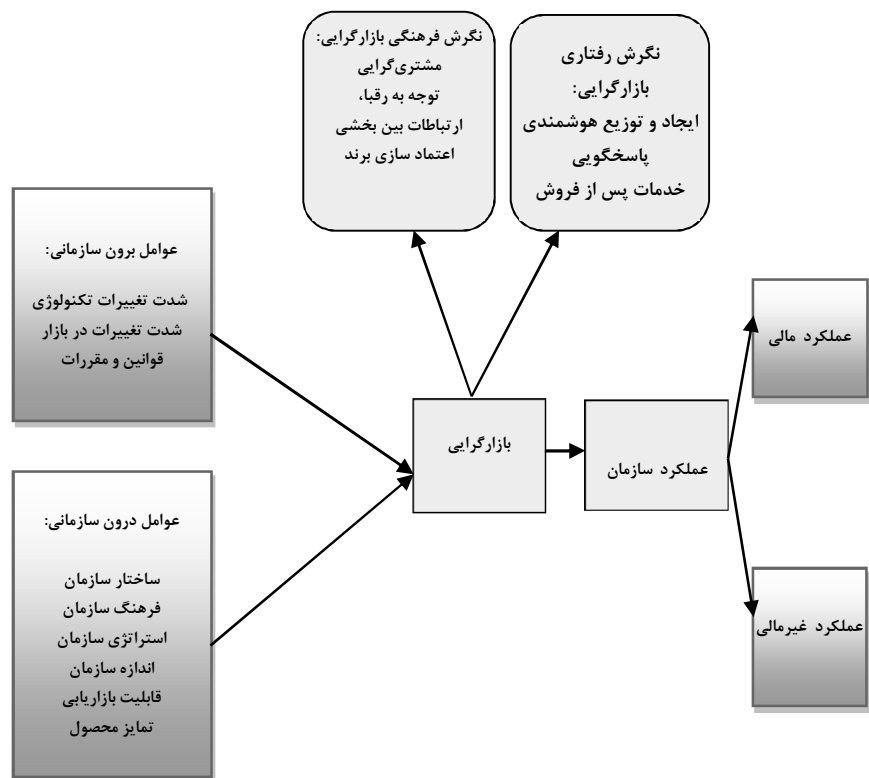 نگرش فرهنگی بازارگرایی:
مشتری‌گرایی
توجه به رقبا،
ارتباطات بین بخشی
اعتماد سازی برند
نگرش رفتاری
بازارگرایی:
ایجاد و توزیع هوشمندی
پاسخگویی
خدمات پس از فروش
عوامل برون سازمانی:
شدت تغییرات تکنولوژی
شدت تغییرات در بازار
قوانین و مقررات
عملکرد مالی
بازارگرایی
عملکرد سازمان
عوامل درون سازمانی:
ساختار سازمان
فرهنگ سازمان
استراتژی سازمان
اندازه سازمان
قابلیت بازاریابی
تمایز محصول
عملکرد غیرمالی